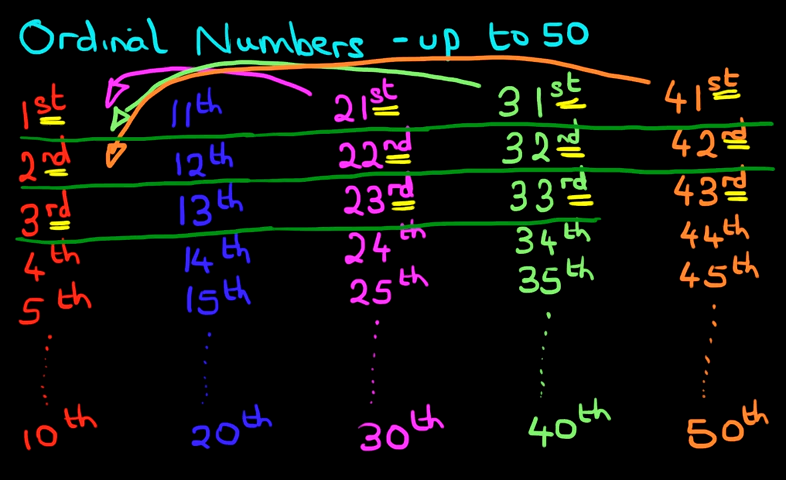 Ordinal Numbers - up to 50
1st 11th 21st 31st 41st
2nd 12th 22nd 32nd 42nd
3rd 13th 23rd 33rd 43rd
4th 14th 24th 34th 44th
5th 15th 25th 35th 45th
10th 20th 30th 40th 50th